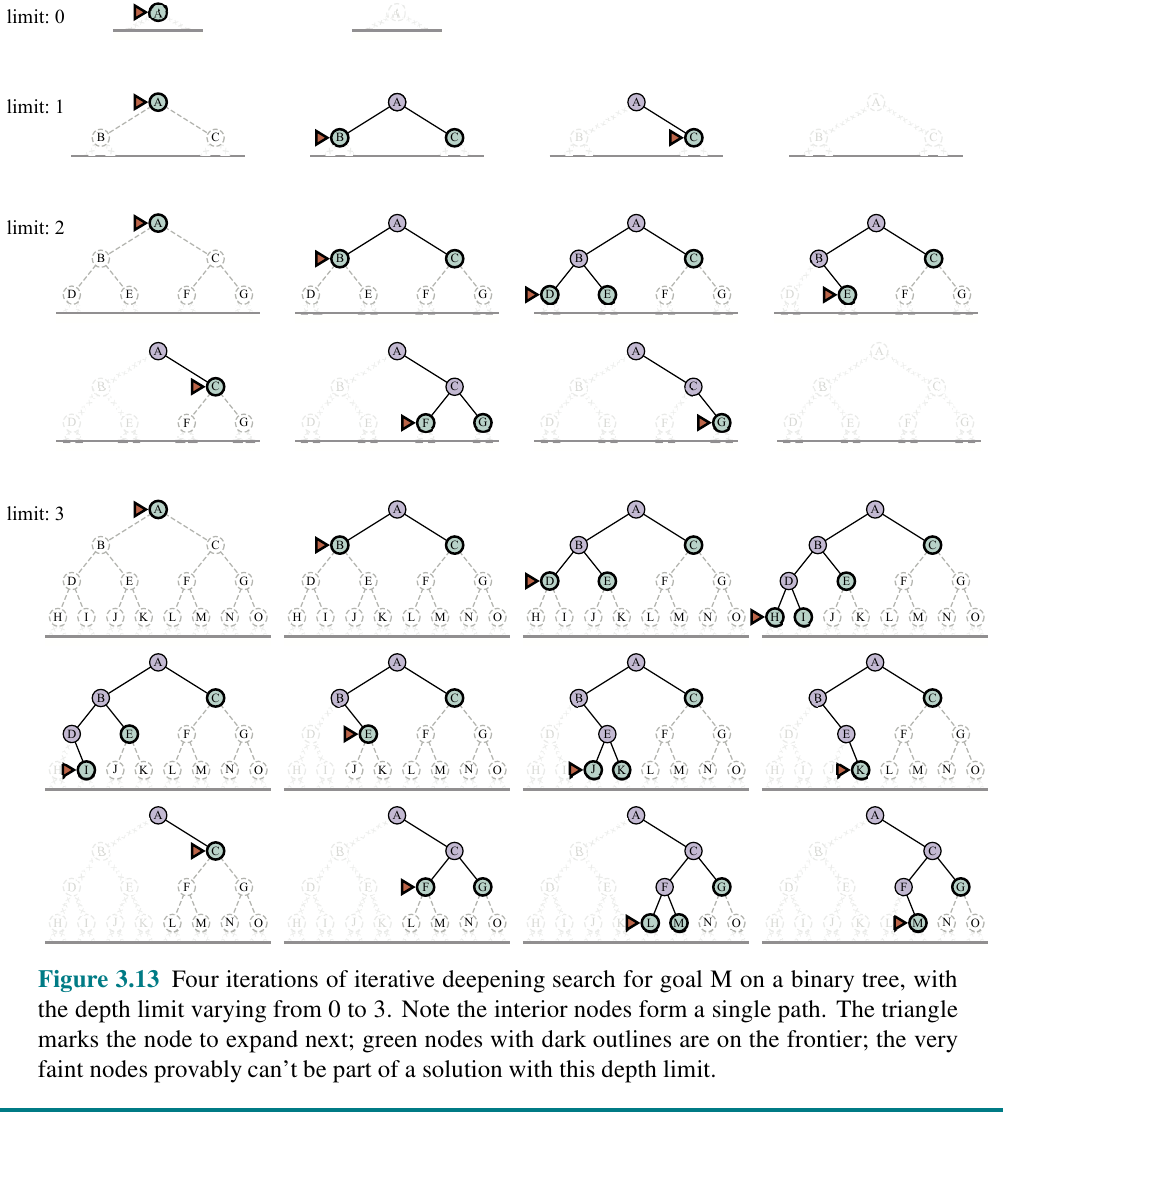 limit: 0
A
A
limit: 1
A A A A
B C B C B C B C
limit: 2
A A A A
B C B C B C B C
D E F G D E F G D E F G D E F G
A A A A
B C B C B C B C
D E F G D E F G D E F G D E F G
limit: 3
A A A A
B C B C B C B C
D E F G D E F G D E F G D E F G
H I J K L M N O H I J K L M N O H I J K L M N O H I J K L M N O
A A A A
B C B C B C B C
D E F G D E F G D E F G D E F G
I J K L M N O H I J K L M N O H I J K L M N O H I K L M N O
A A A A
B C B C B C B C
D E F G D E F G D E F G D E F G
H I J K L M N O H I J K L M N O H I J L M N O H I J K M N O
Figure 3.13 Four iterations of iterative deepening search for goal M on a binary tree, with
the depth limit varying from 0 to 3. Note the interior nodes form a single path. The triangle
marks the node to expand next; green nodes with dark outlines are on the frontier; the very
faint nodes provably can't be part of a solution with this depth limit.